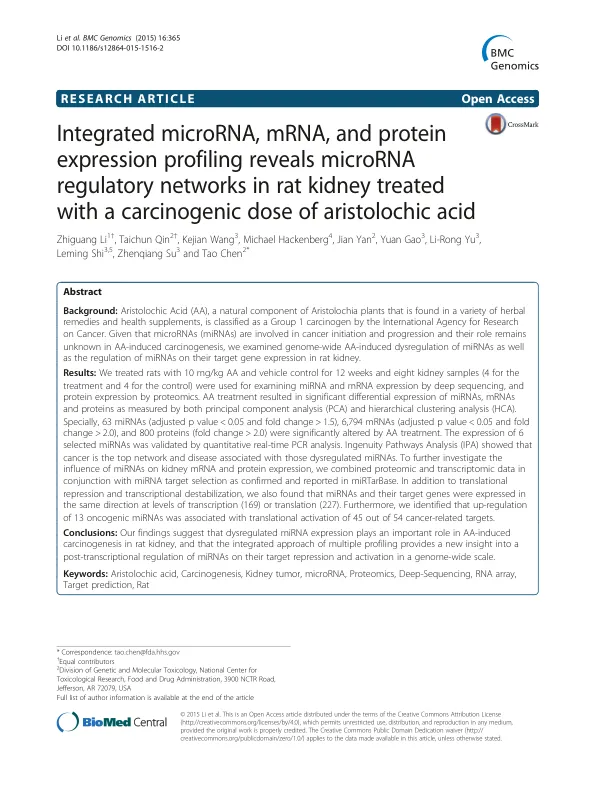 Li et al. BMC Genomics (2015) 16:365
DOI 10.1186/s12864-015-1516-2
BMC
Genomics
RESEARCH ARTICLE Open Access
CrossMark
Integrated microRNA, mRNA, and protein
expression profiling reveals microRNA
regulatory networks in rat kidney treated
with a carcinogenic dose of aristolochic acid
Zhiguang Li1†, Taichun Qin2†, Kejian Wang3, Michael Hackenberg4, Jian Yan2, Yuan Gao3, Li-Rong Yu3,
Leming Shi3,5, Zhenqiang Su3 and Tao Chen2*
Abstract
Background: Aristolochic Acid (AA), a natural component of Aristolochia plants that is found in a variety of herbal
remedies and health supplements, is classified as a Group 1 carcinogen by the International Agency for Research
on Cancer. Given that microRNAs (miRNAs) are involved in cancer initiation and progression and their role remains
unknown in AA-induced carcinogenesis, we examined genome-wide AA-induced dysregulation of miRNAs as well
as the regulation of miRNAs on their target gene expression in rat kidney.
Results: We treated rats with 10 mg/kg AA and vehicle control for 12 weeks and eight kidney samples (4 for the
treatment and 4 for the control) were used for examining miRNA and mRNA expression by deep sequencing, and
protein expression by proteomics. AA treatment resulted in significant differential expression of miRNAs, mRNAs
and proteins as measured by both principal component analysis (PCA) and hierarchical clustering analysis (HCA).
Specially, 63 miRNAs (adjusted p value < 0.05 and fold change > 1.5), 6,794 mRNAs (adjusted p value < 0.05 and fold
change > 2.0), and 800 proteins (fold change > 2.0) were significantly altered by AA treatment. The expression of 6
selected miRNAs was validated by quantitative real-time PCR analysis. Ingenuity Pathways Analysis (IPA) showed that
cancer is the top network and disease associated with those dysregulated miRNAs. To further investigate the
influence of miRNAs on kidney mRNA and protein expression, we combined proteomic and transcriptomic data in
conjunction with miRNA target selection as confirmed and reported in miRTarBase. In addition to translational
repression and transcriptional destabilization, we also found that miRNAs and their target genes were expressed in
the same direction at levels of transcription (169) or translation (227). Furthermore, we identified that up-regulation
of 13 oncogenic miRNAs was associated with translational activation of 45 out of 54 cancer-related targets.
Conclusions: Our findings suggest that dysregulated miRNA expression plays an important role in AA-induced
carcinogenesis in rat kidney, and that the integrated approach of multiple profiling provides a new insight into a
post-transcriptional regulation of miRNAs on their target repression and activation in a genome-wide scale.
Keywords: Aristolochic acid, Carcinogenesis, Kidney tumor, microRNA, Proteomics, Deep-Sequencing, RNA array,
Target prediction, Rat
* Correspondence: tao.chen@fda.hhs.gov
†Equal contributors
2Division of Genetic and Molecular Toxicology, National Center for
Toxicological Research, Food and Drug Administration, 3900 NCTR Road,
Jefferson, AR 72079, USA
Full list of author information is available at the end of the article
BioMed Central
© 2015 Li et al. This is an Open Access article distributed under the terms of the Creative Commons Attribution License
(http://creativecommons.org/licenses/by/4.0), which permits unrestricted use, distribution, and reproduction in any medium,
provided the original work is properly credited. The Creative Commons Public Domain Dedication waiver (http://
creativecommons.org/publicdomain/zero/1.0/) applies to the data made available in this article, unless otherwise stated.